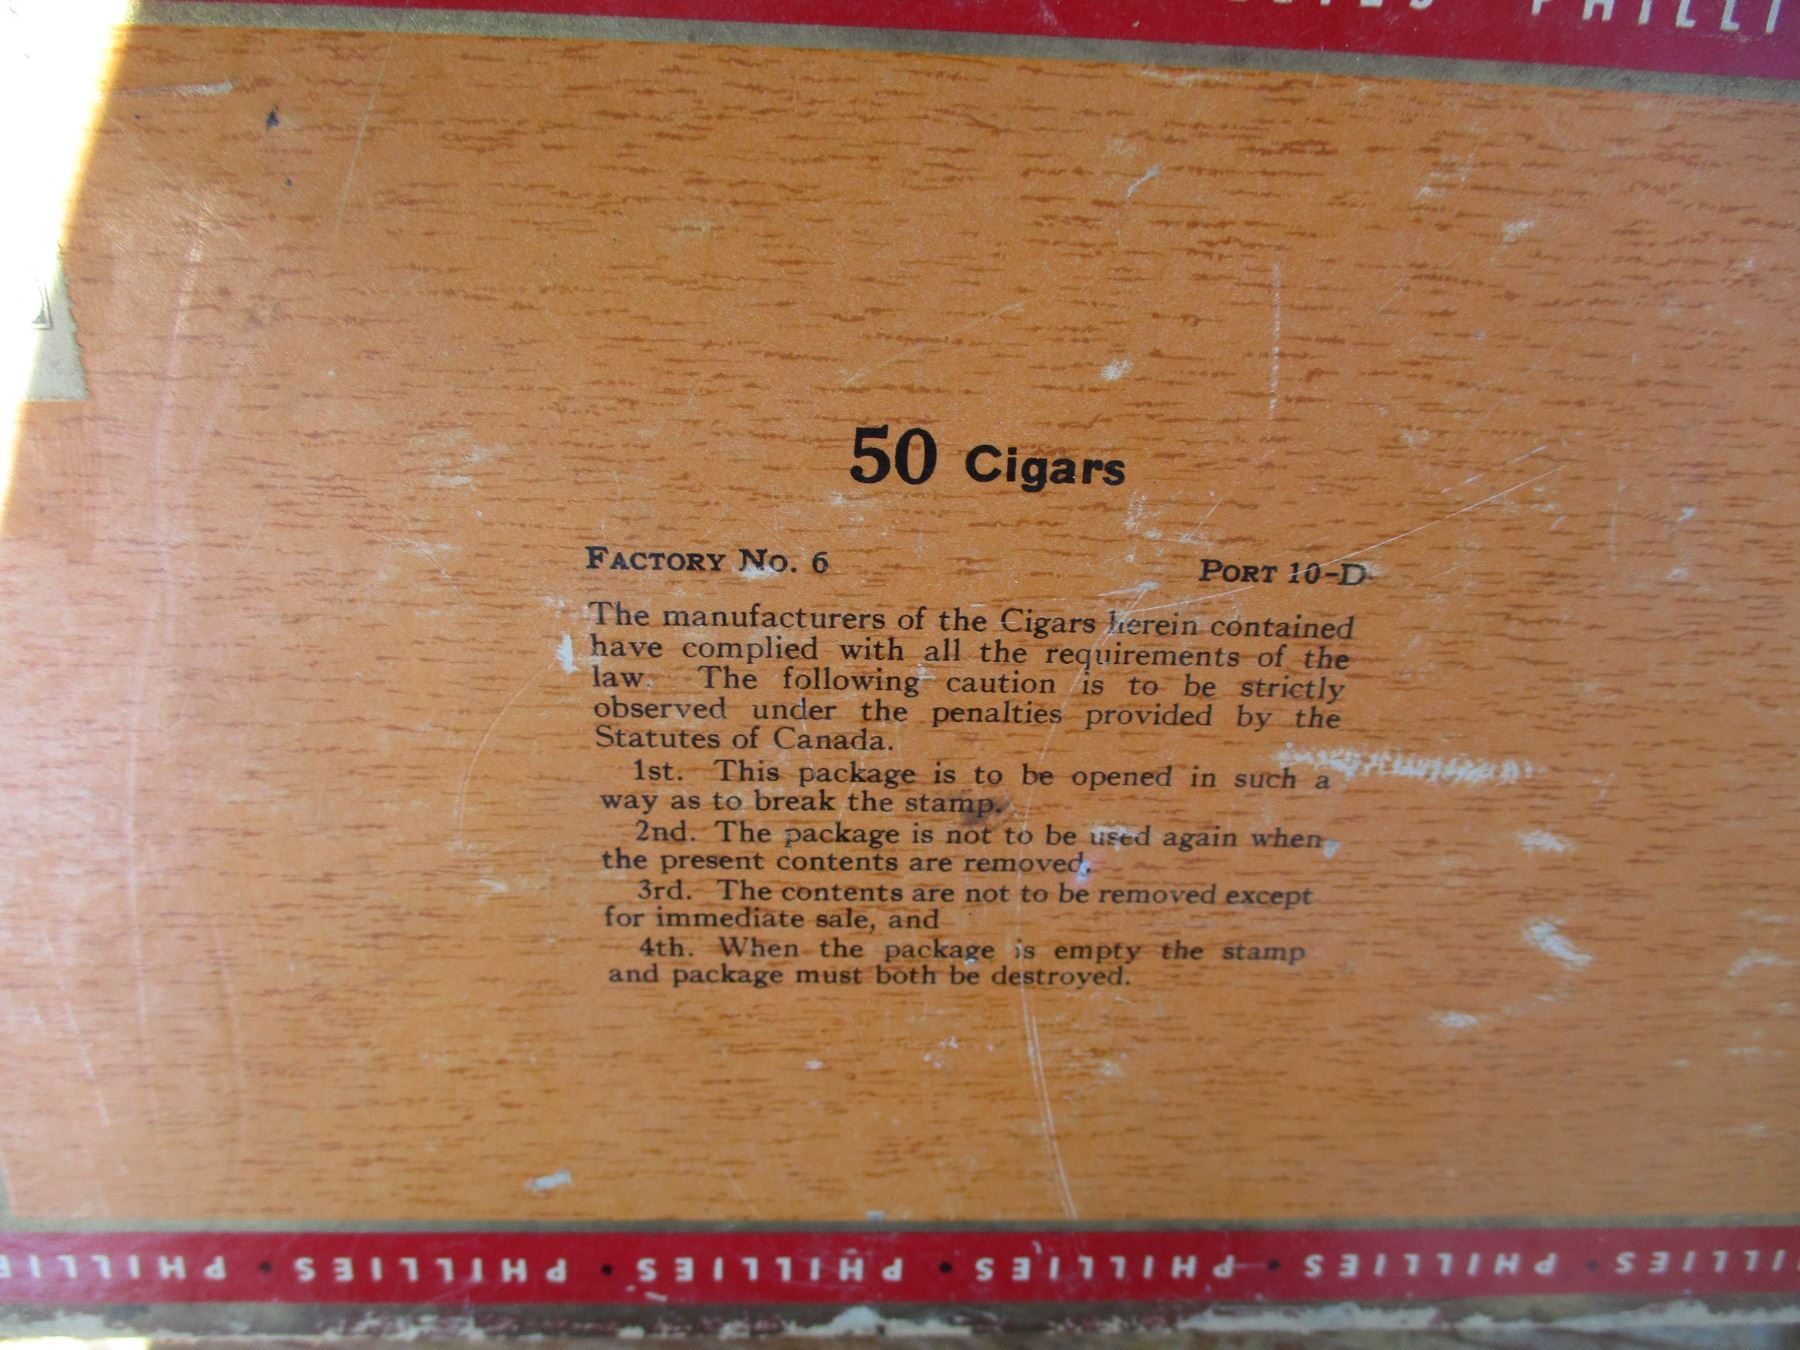 PHILLIES PHILLI
50 Cigars
FACTORY No. 6 PORT 10-D
The manufacturers of the Cigars herein contained
have complied with all the requirements of the
law. The following caution is to be strictly
observed under the penalties provided by the
Statutes of Canada.
1st. This package is to be opened in such a
way as to break the stamp.
2nd. The package is not to be used again when
the present contents are removed.
3rd. The contents are not to be removed except
for immediate sale, and
4th. When the package is empty the stamp
and package must both be destroyed.
PHILLIES • PHILLIES • PHILLIES • PHILLIES • PHILLIES • PHILLIES